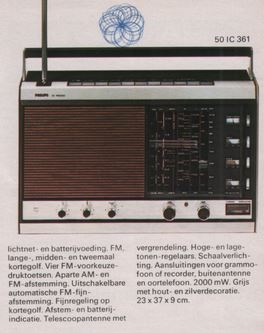 50 IC 361
PHILIPS
lichtnet- en batterijvoeding. FM,
lange-, midden- en tweemaal
kortegolf. Vier FM-voorkeuze-
druktoetsen. Aparte AM- en
FM-afstemming. Uitschakelbare
automatische FM-fijn-
afstemming. Fijnregeling op
kortegolf. Afstem- en batterij-
indicatie. Telescoopantenne met
vergrendeling. Hoge- en lage-
tonen-regelaars. Schaalverlich-
ting. Aansluitingen voor grammo-
foon of recorder, buitenantenne
en oortelefoon. 2000 mW. Grijs
met hout- en zilverdecoratie.
23 x 37 x 9 cm.